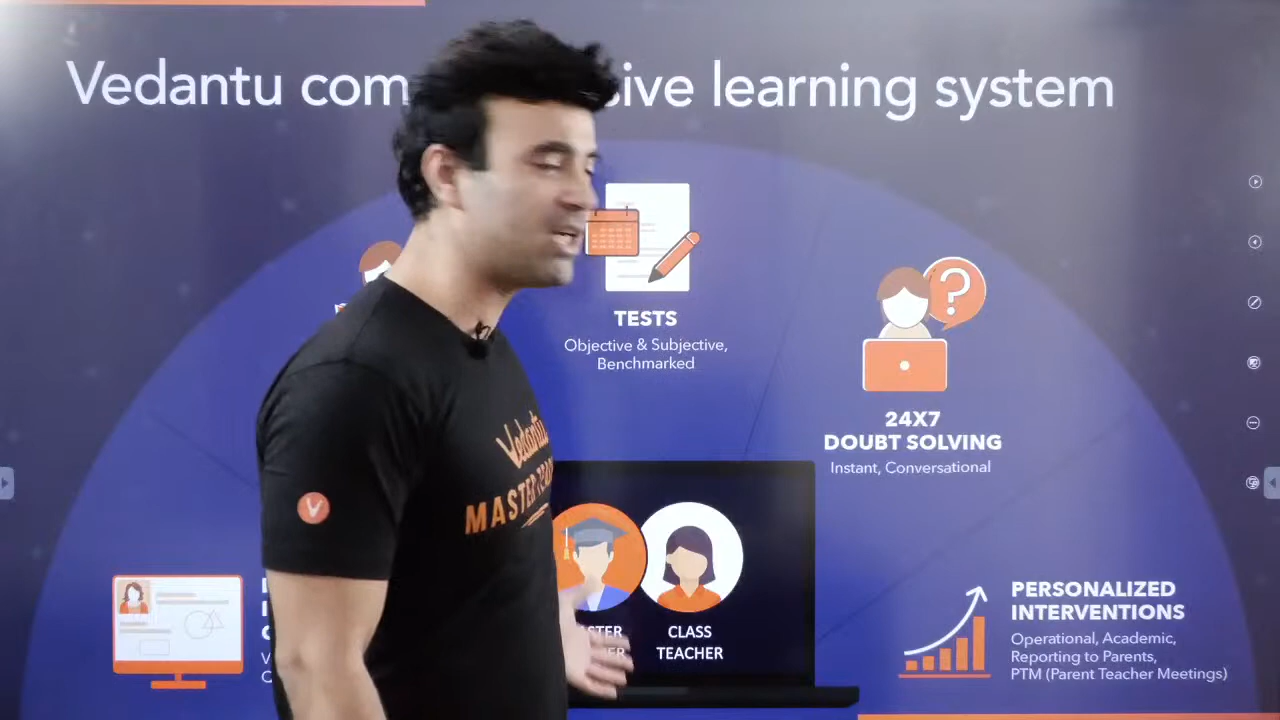 Vedantu com sive learning system
TESTS
Objective & Subjective,
Benchmarked
24X7
DOUBT SOLVING
Instant, Conversational
Vedantu
MASTER
V
CLASS
TEACHER
PERSONALIZED
INTERVENTIONS
Operational, Academic,
Reporting to Parents,
PTM (Parent Teacher Meetings)